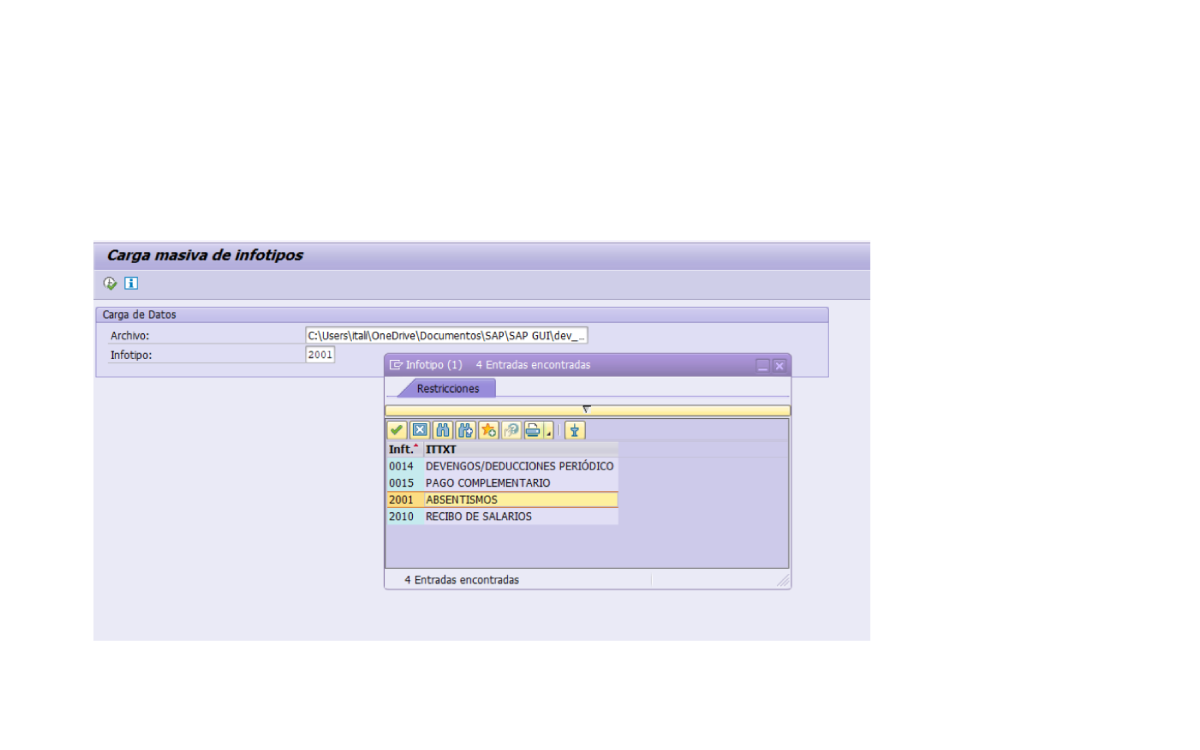 Carga masiva de infotipos
Carga de Datos
Archivo: C:\Users\itali\OneDrive\Documentos\SAP\SAP GUI\dev_...
Infotipo: 2001
Infotipo (1) 4 Entradas encontradas
Restricciones
Inft.* ITTXT
0014 DEVENGOS/DEDUCCIONES PERIÓDICO
0015 PAGO COMPLEMENTARIO
2001 ABSENTISMOS
2010 RECIBO DE SALARIOS
4 Entradas encontradas